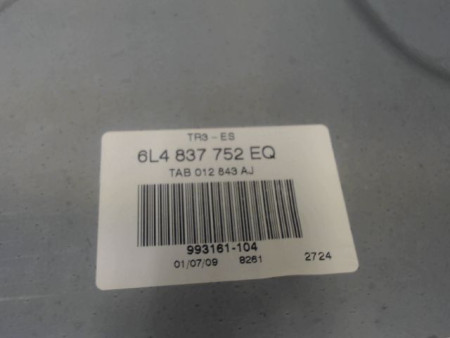 TR3 - ES
6L4 837 752 EQ
TAB 012 843 AJ
993161-104
01/07/09 8261 2724